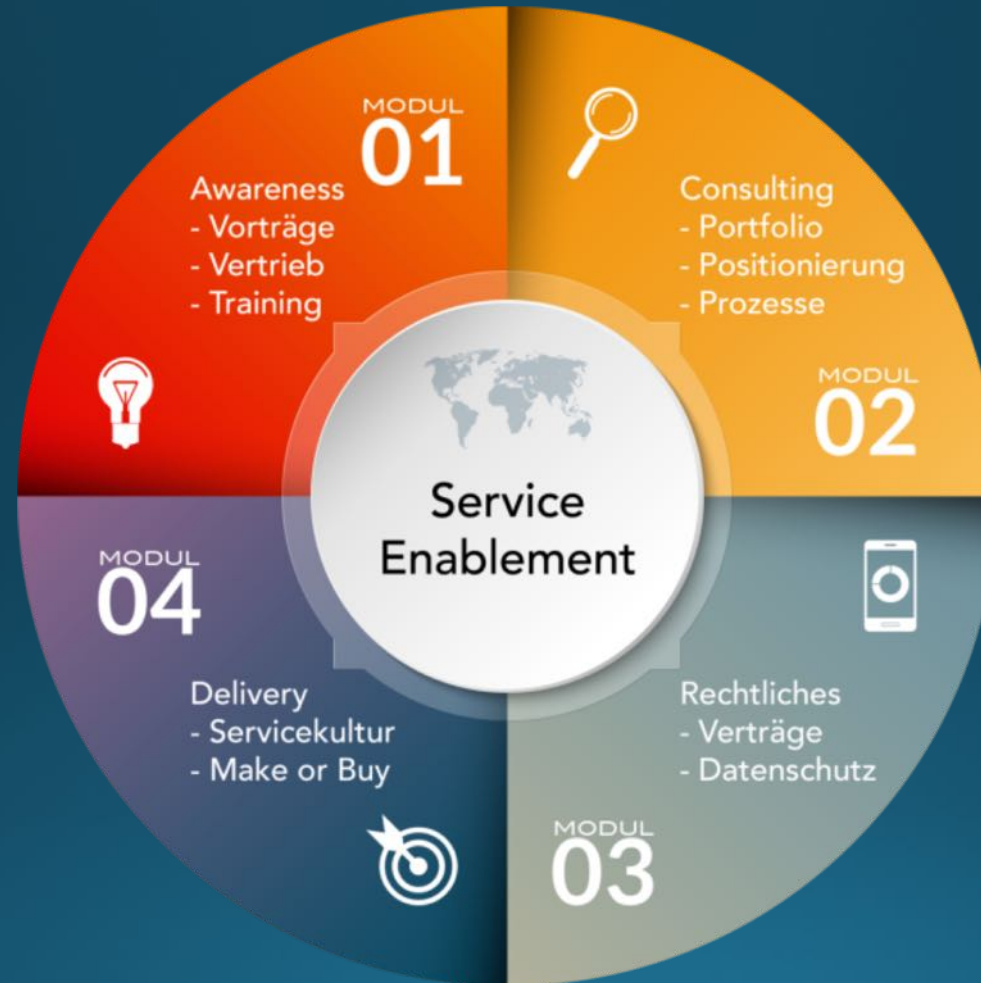 MODUL
01
Awareness
- Vorträge
- Vertrieb
- Training
Consulting
- Portfolio
- Positionierung
- Prozesse
MODUL
02
Service
Enablement
MODUL
04
Delivery
- Servicekultur
- Make or Buy
Rechtliches
- Verträge
- Datenschutz
MODUL
03